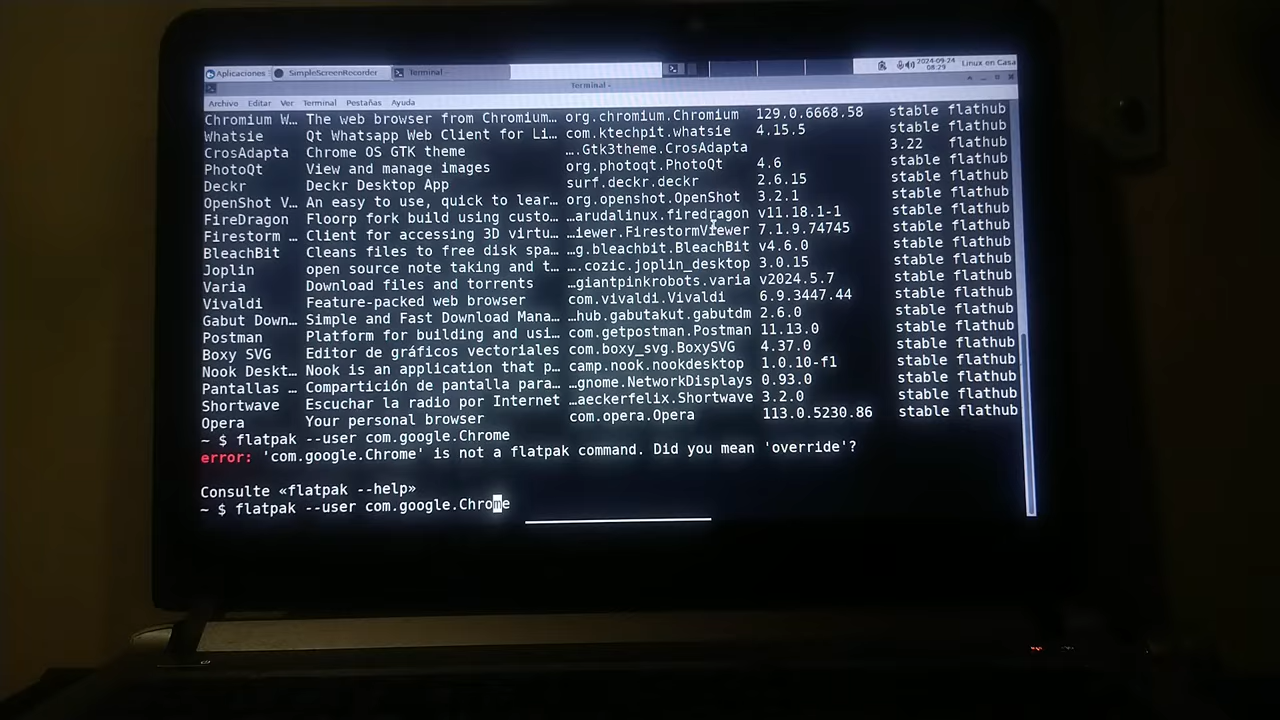 Aplicaciones SimpleScreenRecorder Terminal - 2024-09-24 08:29 Linux en Casa
Terminal -
Archivo Editar Ver Terminal Pestañas Ayuda
Chromium W… The web browser from Chromium… org.chromium.Chromium 129.0.6668.58 stable flathub
Whatsie Qt Whatsapp Web Client for Li… com.ktechpit.whatsie 4.15.5 stable flathub
CrosAdapta Chrome OS GTK theme ….Gtk3theme.CrosAdapta 3.22 flathub
PhotoQt View and manage images org.photoqt.PhotoQt 4.6 stable flathub
Deckr Deckr Desktop App surf.deckr.deckr 2.6.15 stable flathub
OpenShot V… An easy to use, quick to lear… org.openshot.OpenShot 3.2.1 stable flathub
FireDragon Floorp fork build using custo… …arudalinux.firedragon v11.18.1-1 stable flathub
Firestorm … Client for accessing 3D virtu… …iewer.FirestormViewer 7.1.9.74745 stable flathub
BleachBit Cleans files to free disk spa… …g.bleachbit.BleachBit v4.6.0 stable flathub
Joplin open source note taking and t… ….cozic.joplin_desktop 3.0.15 stable flathub
Varia Download files and torrents …giantpinkrobots.varia v2024.5.7 stable flathub
Vivaldi Feature-packed web browser com.vivaldi.Vivaldi 6.9.3447.44 stable flathub
Gabut Down… Simple and Fast Download Mana… …hub.gabutakut.gabutdm 2.6.0 stable flathub
Postman Platform for building and usi… com.getpostman.Postman 11.13.0 stable flathub
Boxy SVG Editor de gráficos vectoriales com.boxy_svg.BoxySVG 4.37.0 stable flathub
Nook Deskt… Nook is an application that p… camp.nook.nookdesktop 1.0.10-f1 stable flathub
Pantallas … Compartición de pantalla para… …gnome.NetworkDisplays 0.93.0 stable flathub
Shortwave Escuchar la radio por Internet …aeckerfelix.Shortwave 3.2.0 stable flathub
Opera Your personal browser com.opera.Opera 113.0.5230.86 stable flathub
~ $ flatpak --user com.google.Chrome
error: 'com.google.Chrome' is not a flatpak command. Did you mean 'override'?
Consulte «flatpak --help»
~ $ flatpak --user com.google.Chrome